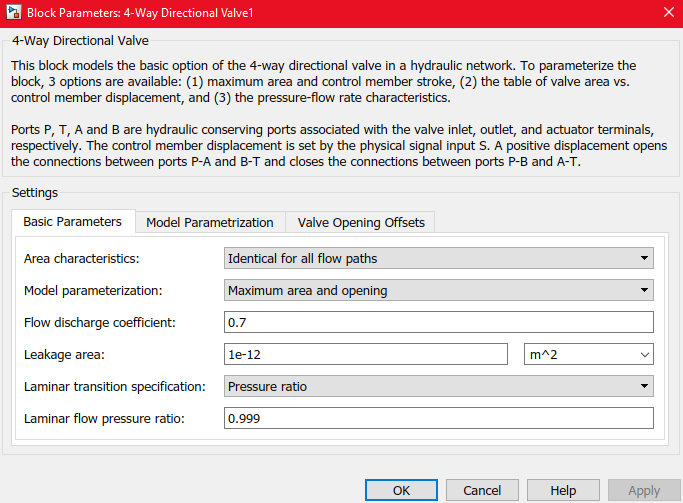 Block Parameters: 4-Way Directional Valve1
4-Way Directional Valve
This block models the basic option of the 4-way directional valve in a hydraulic network. To parameterize the
block, 3 options are available: (1) maximum area and control member stroke, (2) the table of valve area vs.
control member displacement, and (3) the pressure-flow rate characteristics.
Ports P, T, A and B are hydraulic conserving ports associated with the valve inlet, outlet, and actuator terminals,
respectively. The control member displacement is set by the physical signal input S. A positive displacement opens
the connections between ports P-A and B-T and closes the connections between ports P-B and A-T.
Settings
Basic Parameters Model Parametrization Valve Opening Offsets
Area characteristics: Identical for all flow paths
Model parameterization: Maximum area and opening
Flow discharge coefficient: 0.7
Leakage area: 1e-12 m^2
Laminar transition specification: Pressure ratio
Laminar flow pressure ratio: 0.999
OK Cancel Help Apply